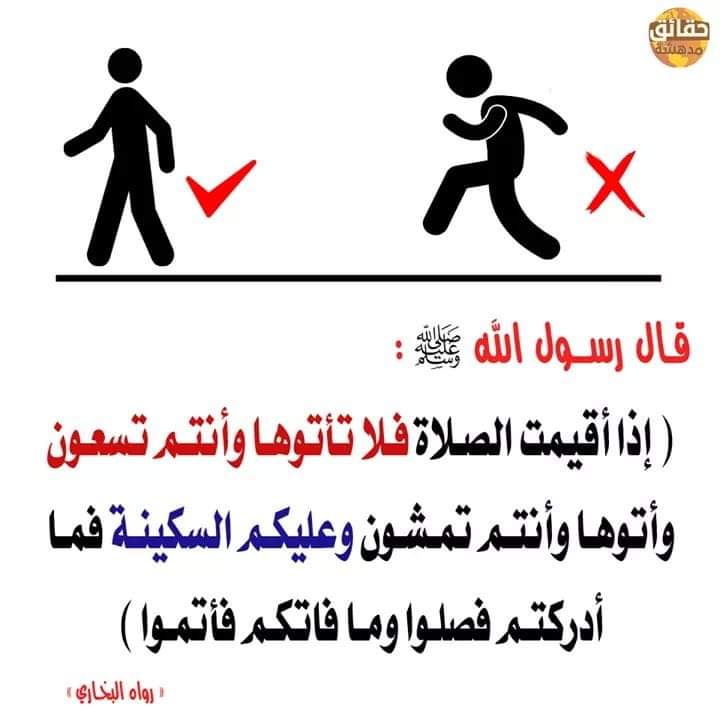 حقائق
مدهشة
قال رسول الله ﷺ :
( إذا أقيمت الصلاة فلا تأتوها وأنتم تسعون
وأتوها وأنتم تمشون وعليكم السكينة فما
أدركتم فصلوا وما فاتكم فأتموا )
« رواه البخاري »